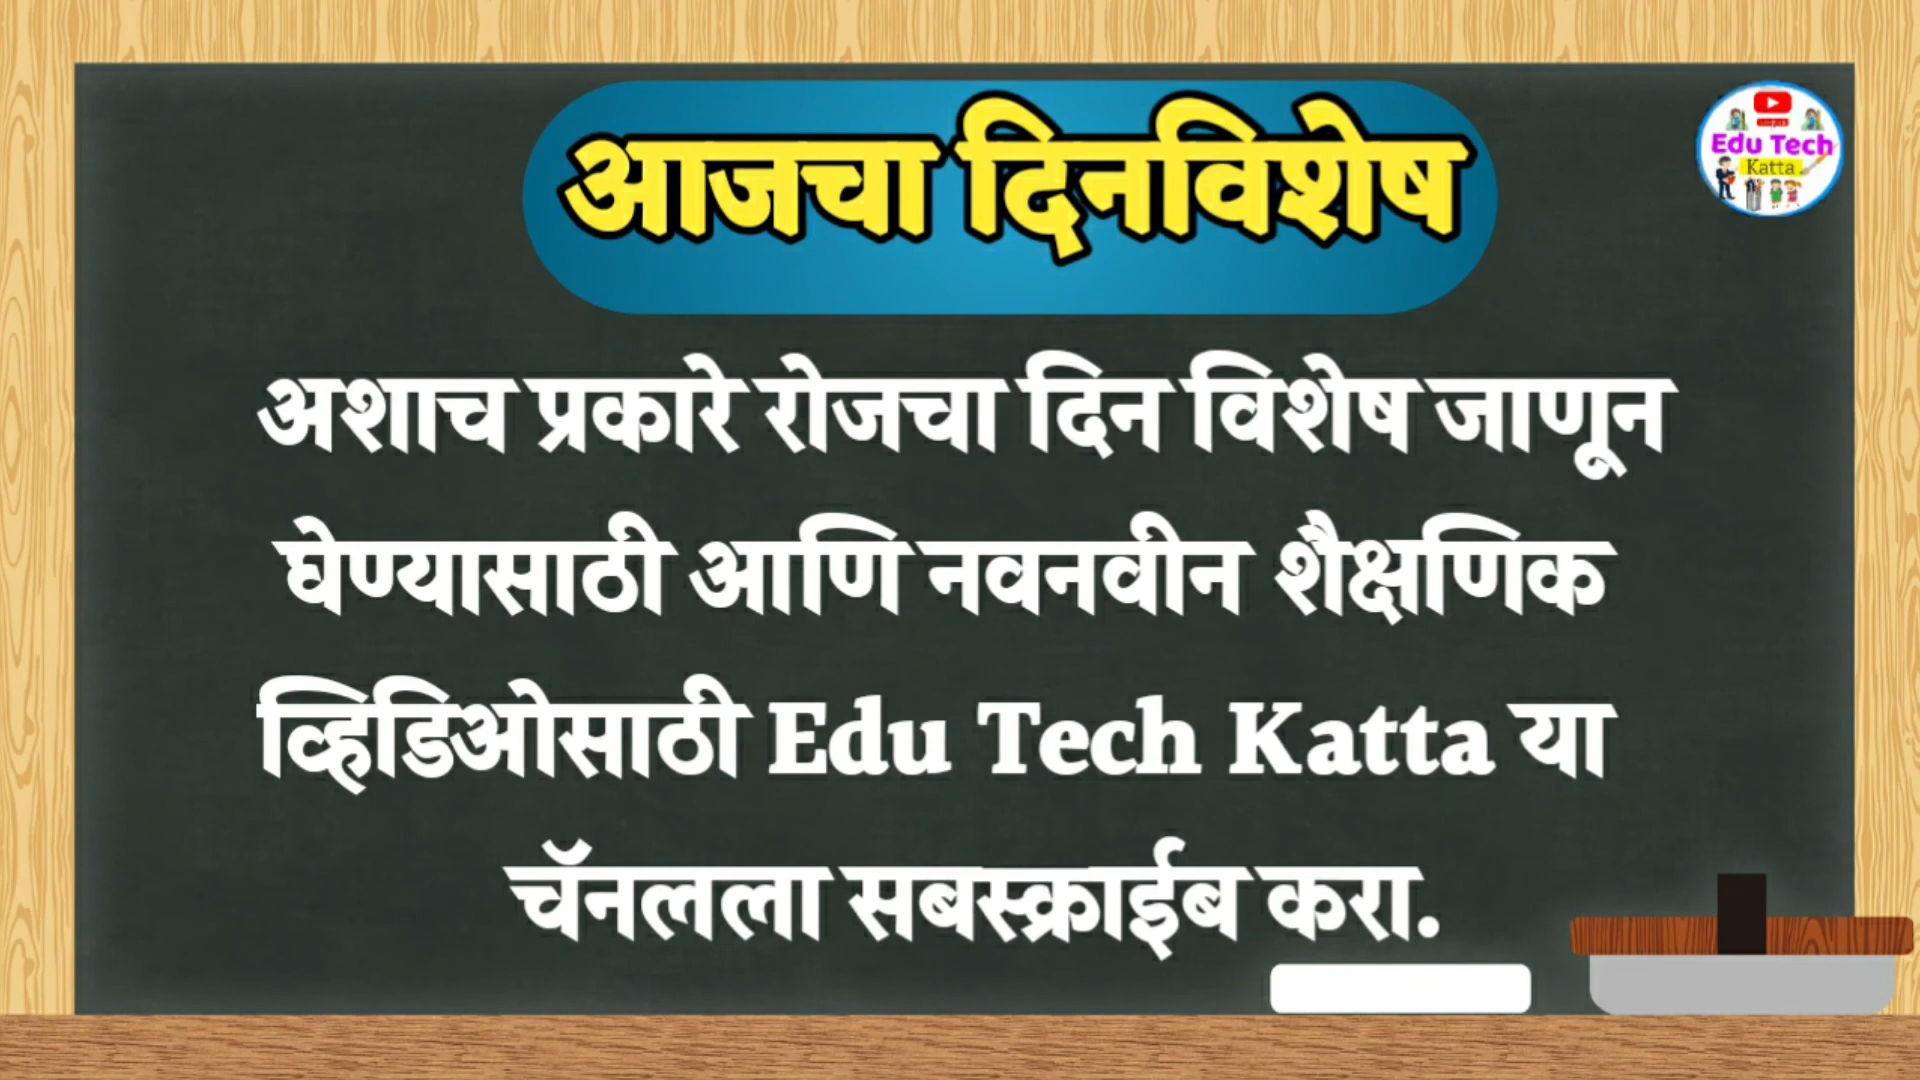 आजचा दिनविशेष
Edu Tech
Katta
अशाच प्रकारे रोजचा दिन विशेष जाणून
घेण्यासाठी आणि नवनवीन शैक्षणिक
व्हिडिओसाठी Edu Tech Katta या
चॅनलला सबस्क्राईब करा.